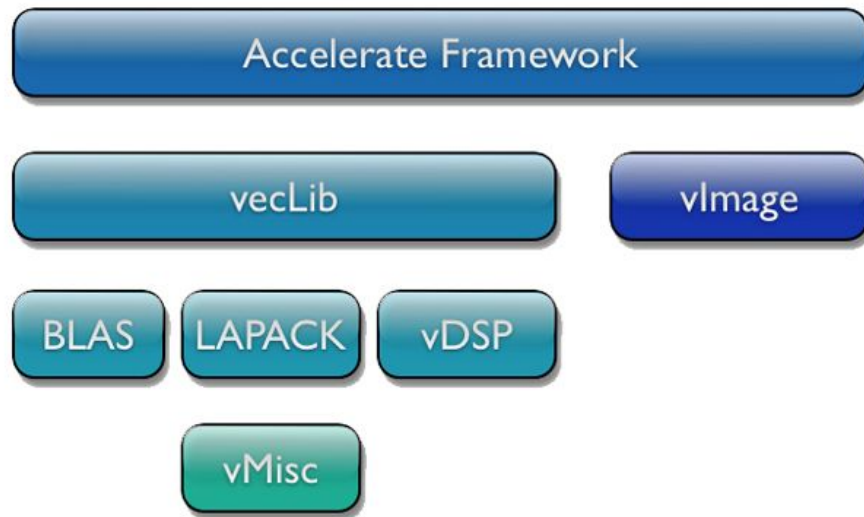 Accelerate Framework
vecLib
vImage
BLAS
LAPACK
vDSP
vMisc